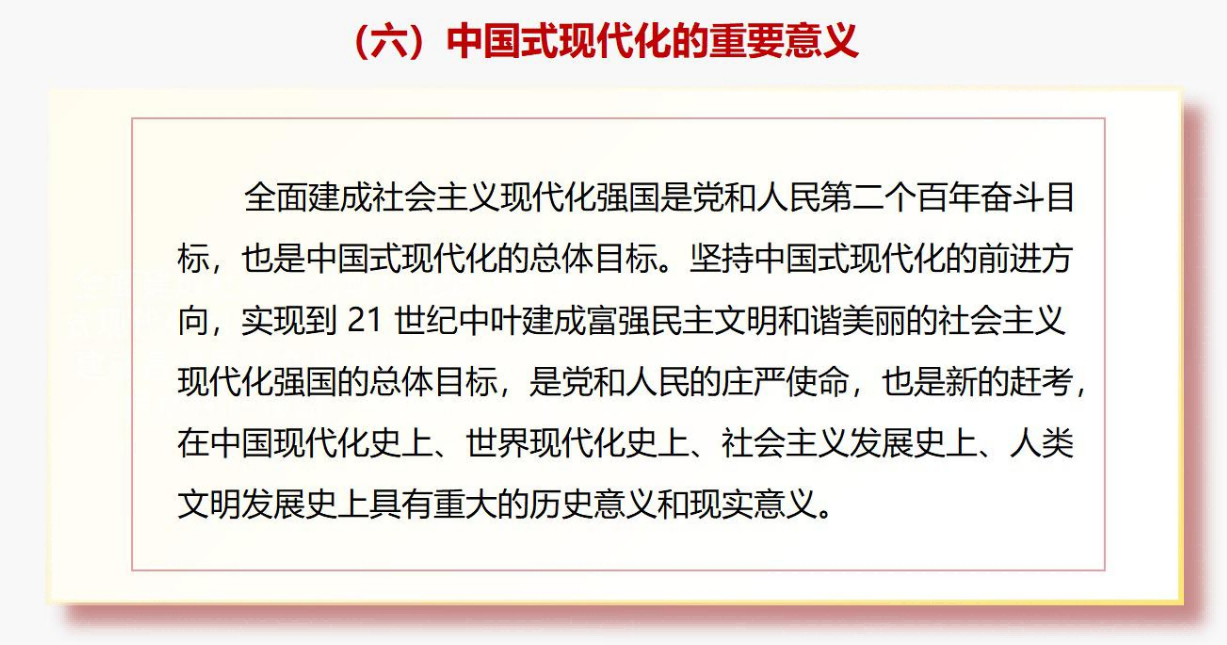 （六）中国式现代化的重要意义
全面建成社会主义现代化强国是党和人民第二个百年奋斗目
标，也是中国式现代化的总体目标。坚持中国式现代化的前进方
向，实现到 21 世纪中叶建成富强民主文明和谐美丽的社会主义
现代化强国的总体目标，是党和人民的庄严使命，也是新的赶考，
在中国现代化史上、世界现代化史上、社会主义发展史上、人类
文明发展史上具有重大的历史意义和现实意义。